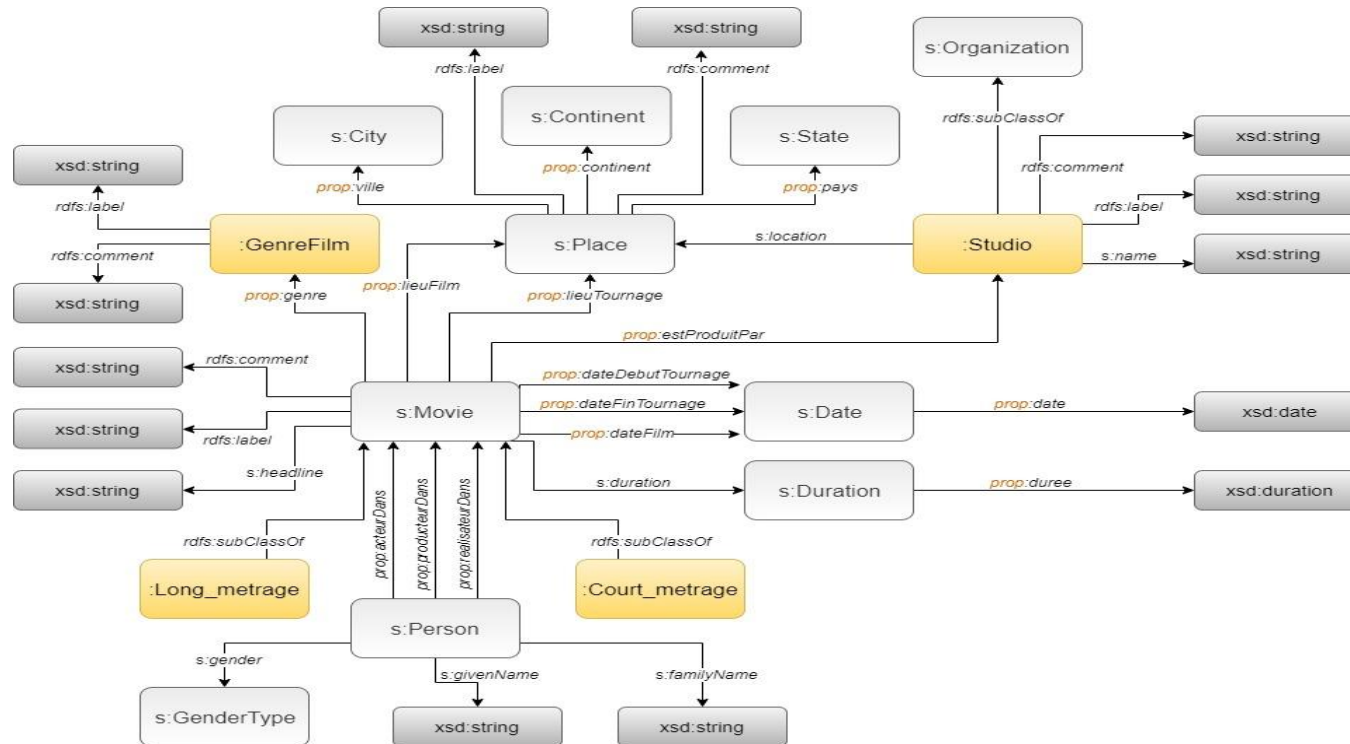 xsd:string
xsd:string
s:Organization
rdfs:label
rdfs:comment
s:Continent
s:City
s:State
rdfs:subClassOf
xsd:string
rdfs:comment
xsd:string
prop:continent
prop:ville
prop:pays
xsd:string
rdfs:label
rdfs:label
:GenreFilm
s:Place
s:location
:Studio
s:name
xsd:string
rdfs:comment
xsd:string
prop:genre
prop:lieuFilm
prop:lieuTournage
prop:estProduitPar
rdfs:comment
xsd:string
prop:dateDebutTournage
s:Movie
prop:dateFinTournage
s:Date
prop:date
xsd:date
xsd:string
rdfs:label
prop:dateFilm
s:headline
xsd:string
s:duration
s:Duration
prop:duree
xsd:duration
prop:acteurDans
prop:producteurDans
prop:realisateurDans
rdfs:subClassOf
rdfs:subClassOf
:Long_metrage
:Court_metrage
s:Person
s:gender
s:givenName
s:familyName
s:GenderType
xsd:string
xsd:string